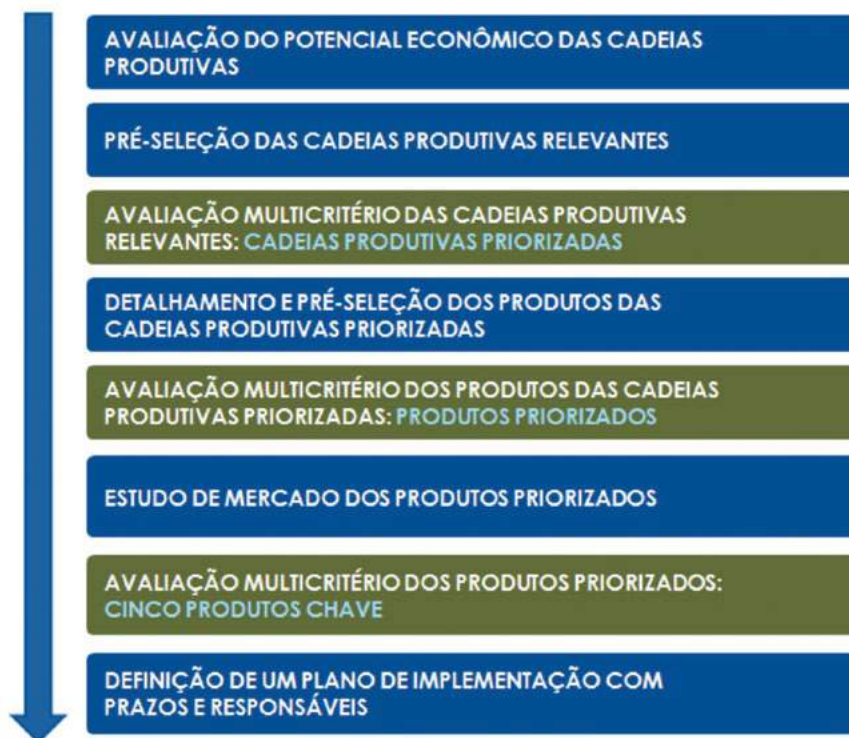 AVALIAÇÃO DO POTENCIAL ECONÔMICO DAS CADEIAS
PRODUTIVAS
PRÉ-SELEÇÃO DAS CADEIAS PRODUTIVAS RELEVANTES
AVALIAÇÃO MULTICRITÉRIO DAS CADEIAS PRODUTIVAS
RELEVANTES: CADEIAS PRODUTIVAS PRIORIZADAS
DETALHAMENTO E PRÉ-SELEÇÃO DOS PRODUTOS DAS
CADEIAS PRODUTIVAS PRIORIZADAS
AVALIAÇÃO MULTICRITÉRIO DOS PRODUTOS DAS CADEIAS
PRODUTIVAS PRIORIZADAS: PRODUTOS PRIORIZADOS
ESTUDO DE MERCADO DOS PRODUTOS PRIORIZADOS
AVALIAÇÃO MULTICRITÉRIO DOS PRODUTOS PRIORIZADOS:
CINCO PRODUTOS CHAVE
DEFINIÇÃO DE UM PLANO DE IMPLEMENTAÇÃO COM
PRAZOS E RESPONSÁVEIS